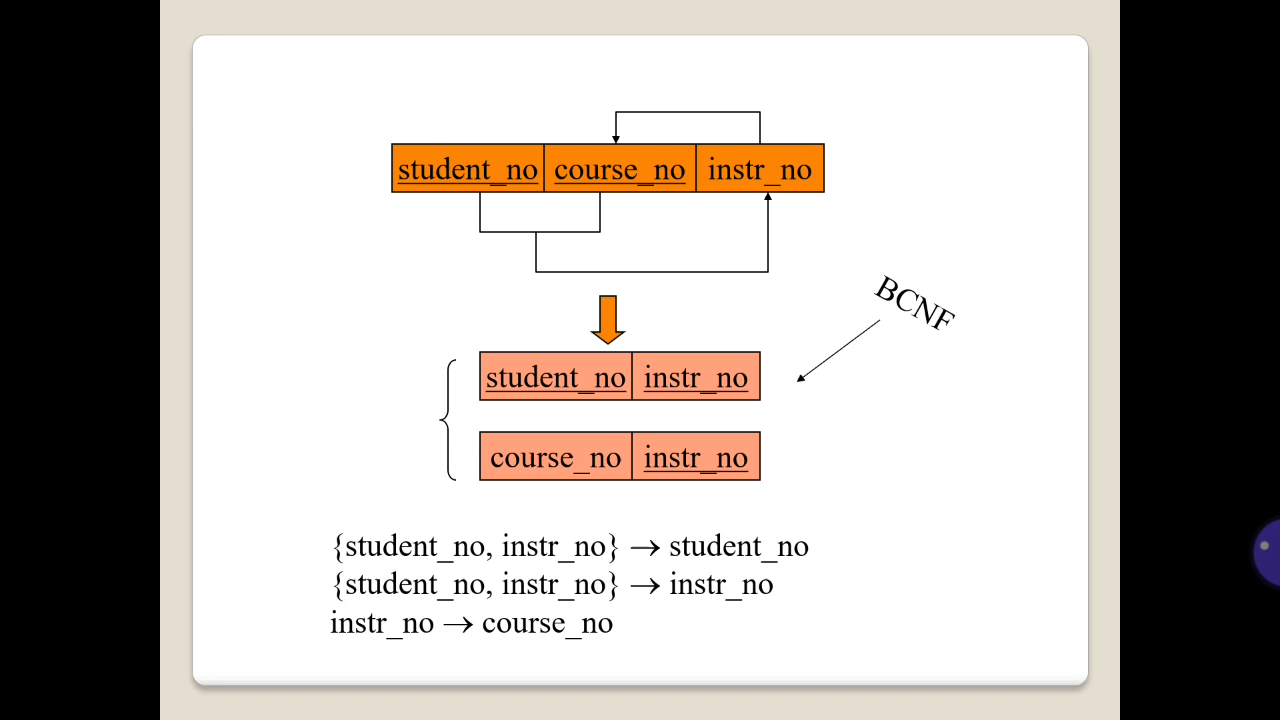 student_no course_no instr_no
BCNF
student_no instr_no
course_no instr_no
{student_no, instr_no} → student_no
{student_no, instr_no} → instr_no
instr_no → course_no